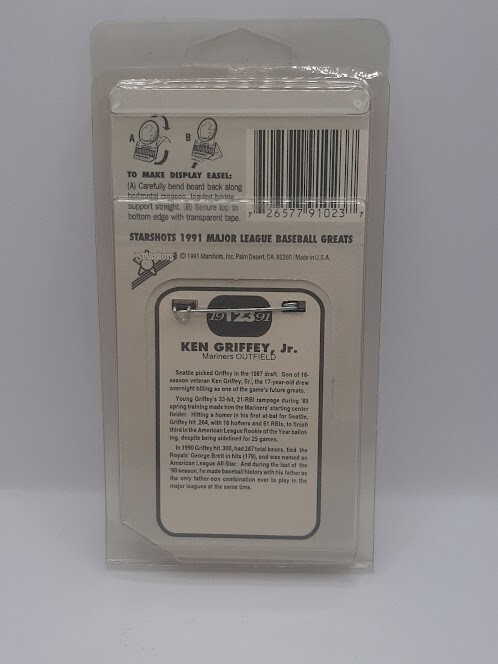 A
B
TO MAKE DISPLAY EASEL:
(A) Carefully bend board back along
support straight. (B) Secure toy to
bottom edge with transparent tape.
7 26577 91023 7
STARSHOTS 1991 MAJOR LEAGUE BASEBALL GREATS
STARSHOTS
© 1991 Starshots, Inc. Palm Desert, CA. 92260 / Made in U.S.A.
19 123 91
KEN GRIFFEY, Jr.
Mariners OUTFIELD
Seattle picked Griffey in the 1987 draft. Son of 18-
season veteran Ken Griffey, Sr., the 17-year-old drew
overnight billing as one of the game's future greats.
Young Griffey's 33-hit, 21-RBI rampage during '89
spring training made him the Mariners' starting center
fielder. Hitting a homer in his first at-bat for Seattle,
Griffey hit .264, with 16 homers and 61 RBIs, to finish
third in the American League Rookie of the Year ballot-
ing, despite being sidelined for 25 games.
In 1990 Griffey hit .300, had 287 total bases, tied the
Royals' George Brett in hits (179), and was named an
American League All-Star. And during the last of the
'90 season, he made baseball history with his father as
the only father-son combination ever to play in the
major leagues at the same time.